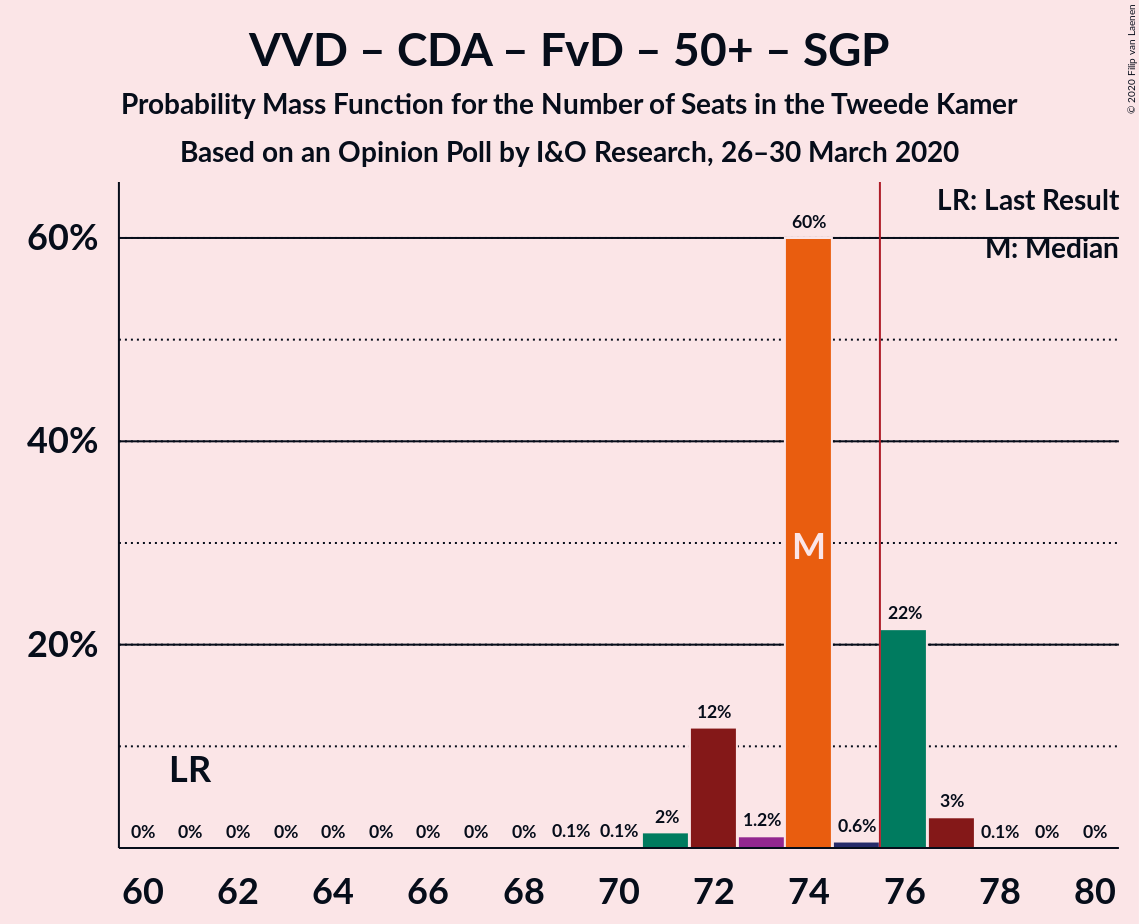 VVD – CDA – FvD – 50+ – SGP
Probability Mass Function for the Number of Seats in the Tweede Kamer
Based on an Opinion Poll by I&O Research, 26–30 March 2020
© 2020 Filip van Laenen
LR: Last Result
M: Median
60%
40%
20%
LR
M
0% 0% 0% 0% 0% 0% 0% 0% 0% 0.1% 0.1% 2% 12% 1.2% 60% 0.6% 22% 3% 0.1% 0% 0%
60 62 64 66 68 70 72 74 76 78 80